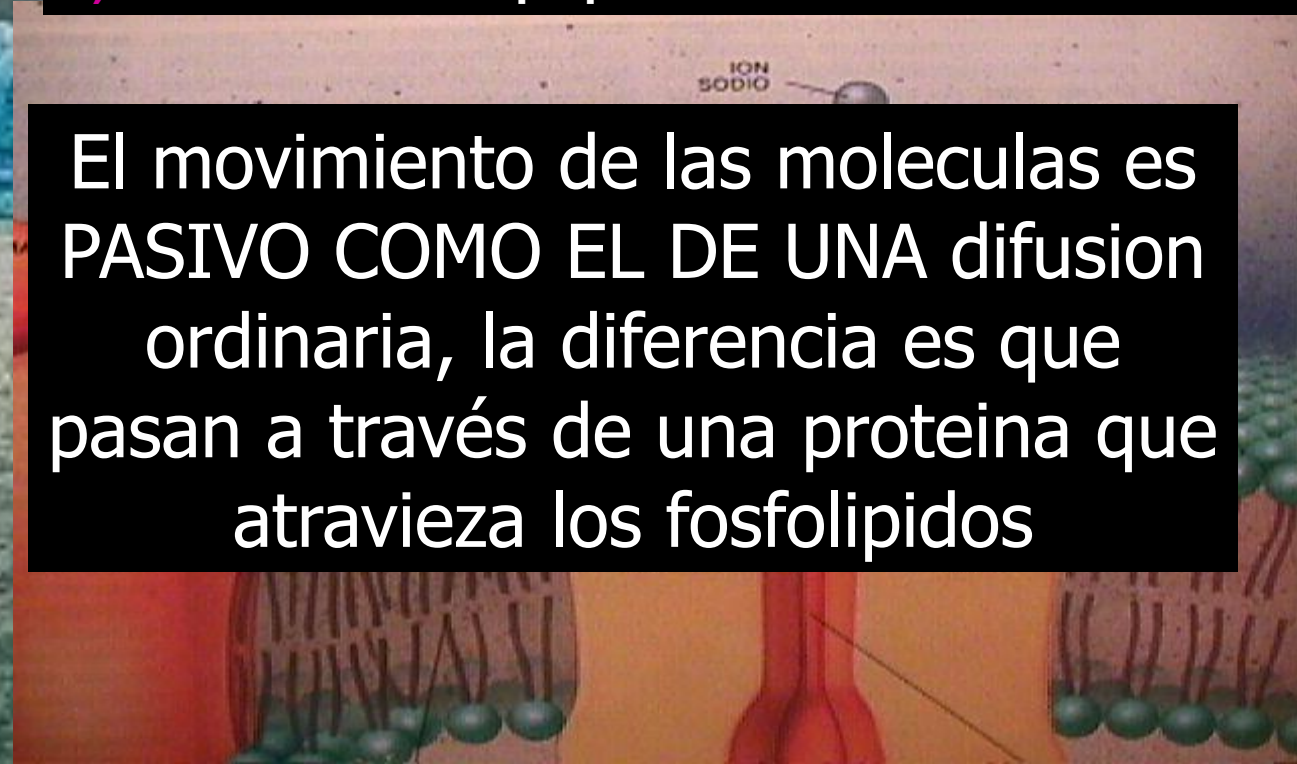 ION
SODIO
El movimiento de las moleculas es
PASIVO COMO EL DE UNA difusion
ordinaria, la diferencia es que
pasan a través de una proteina que
atravieza los fosfolipidos